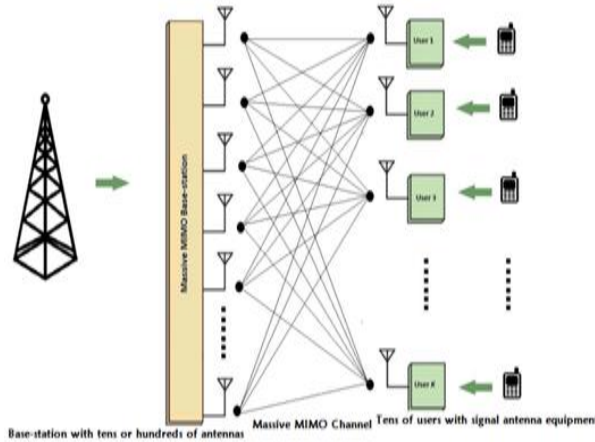 Massive MIMO Base-station
User 1
User 2
User 3
User K
Base-station with tens or hundreds of antennas
Massive MIMO Channel
Tens of users with signal antenna equipment